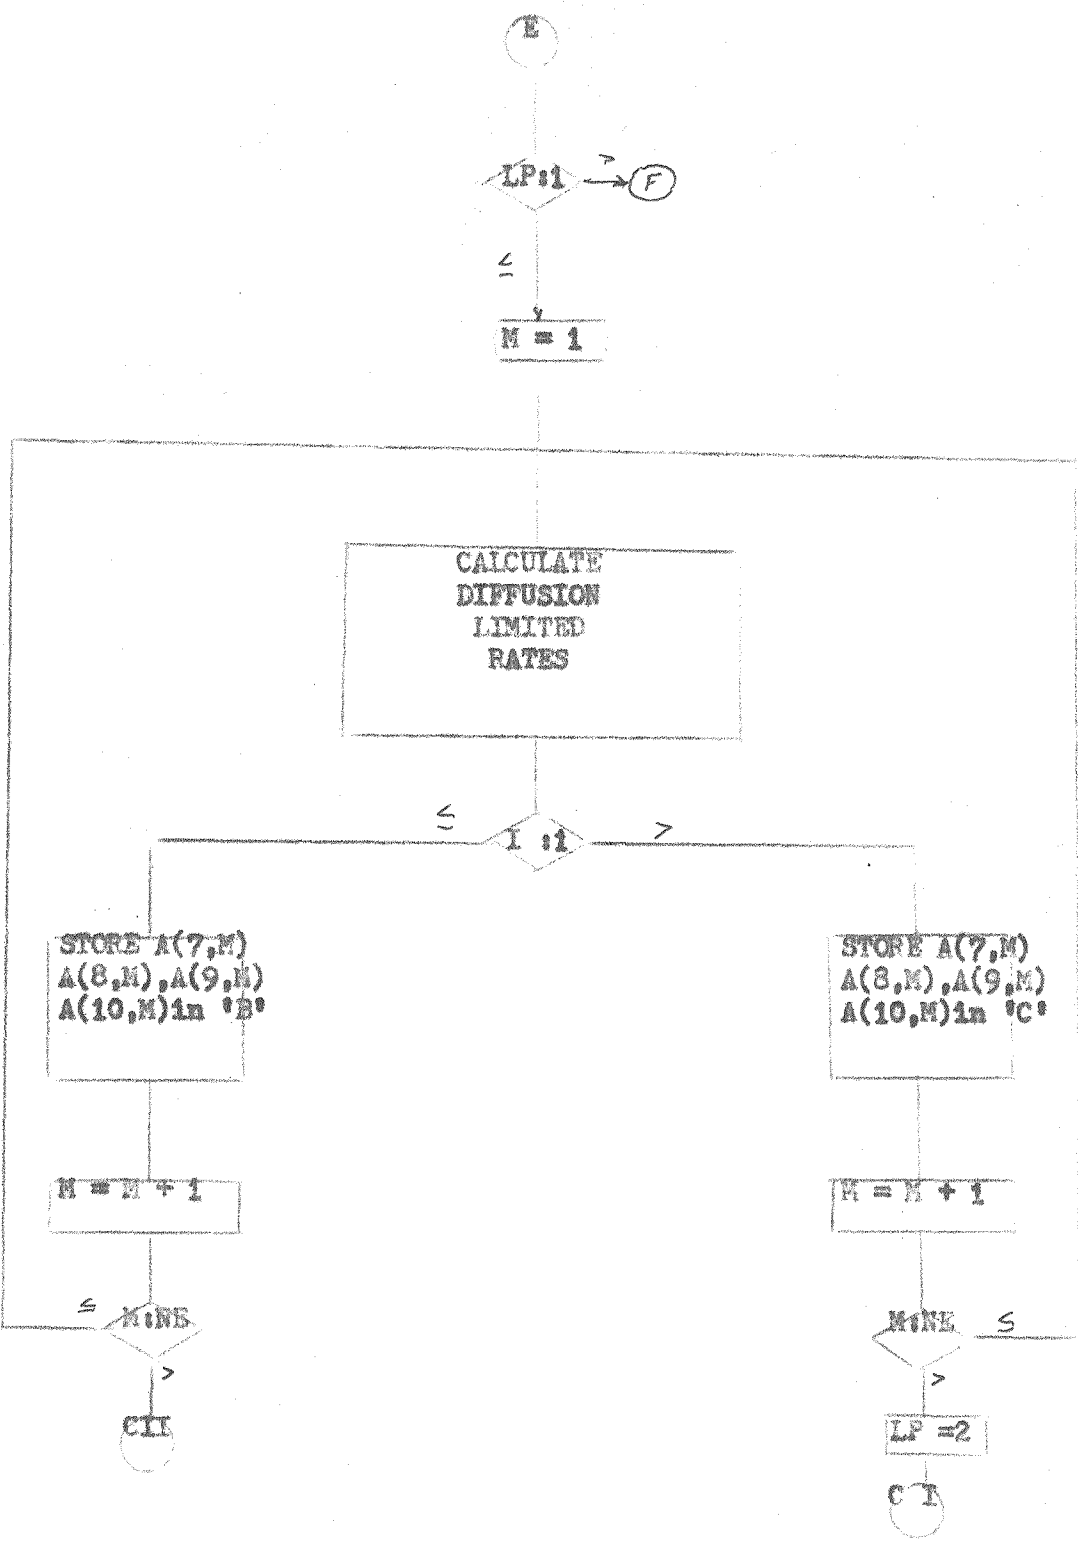 E
LP:1
>
F
≤
M = 1
CALCULATE
DIFFUSION
LIMITED
RATES
≤
I :1
>
STORE A(7,M)
A(8,M),A(9,M)
A(10,M)in 'B'
STORE A(7,M)
A(8,M),A(9,M)
A(10,M)in 'C'
M = M + 1
M = M + 1
≤
M:NE
M:NE
≤
>
>
CII
LP =2
C I